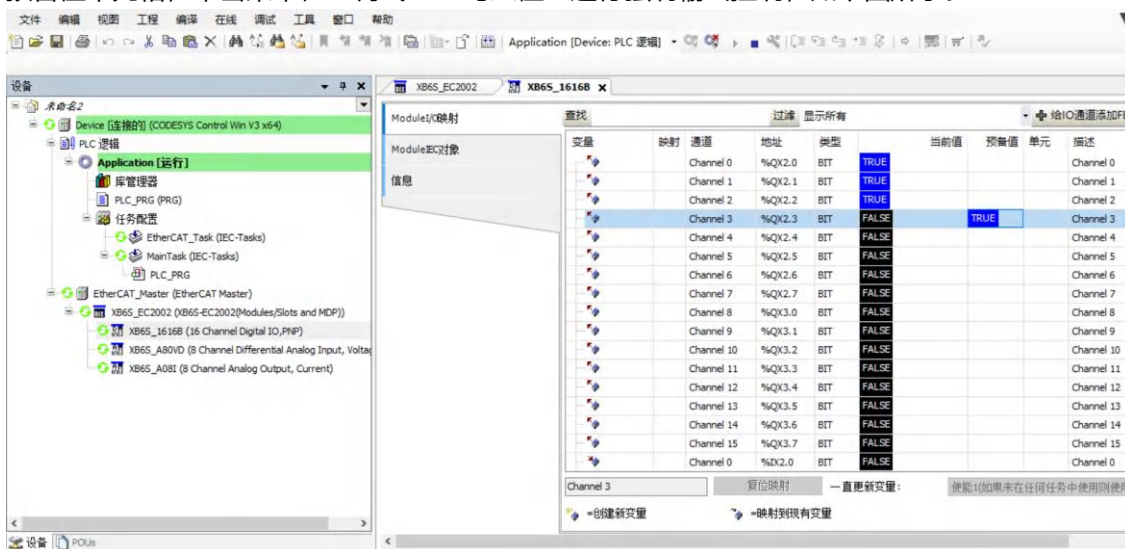 文件 编辑 视图 工程 编译 在线 调试 工具 窗口 帮助
Application [Device: PLC 逻辑]
设备
未命名2
Device [连接的] (CODESYS Control Win V3 x64)
PLC 逻辑
Application [运行]
库管理器
PLC_PRG (PRG)
任务配置
EtherCAT_Task (IEC-Tasks)
MainTask (IEC-Tasks)
PLC_PRG
EtherCAT_Master (EtherCAT Master)
XB6S_EC2002 (XB6S-EC2002(Modules/Slots and MDP))
XB6S_1616B (16 Channel Digital IO,PNP)
XB6S_A80VD (8 Channel Differential Analog Input, Voltag
XB6S_A08I (8 Channel Analog Output, Current)
设备 POUs
XB6S_EC2002 XB6S_1616B
ModuleI/O映射
ModuleIEC对象
信息
查找 过滤 显示所有 给IO通道添加F
变量 映射 通道 地址 类型 当前值 预备值 单元 描述
Channel 0 %QX2.0 BIT TRUE Channel 0
Channel 1 %QX2.1 BIT TRUE Channel 1
Channel 2 %QX2.2 BIT TRUE Channel 2
Channel 3 %QX2.3 BIT FALSE TRUE Channel 3
Channel 4 %QX2.4 BIT FALSE Channel 4
Channel 5 %QX2.5 BIT FALSE Channel 5
Channel 6 %QX2.6 BIT FALSE Channel 6
Channel 7 %QX2.7 BIT FALSE Channel 7
Channel 8 %QX3.0 BIT FALSE Channel 8
Channel 9 %QX3.1 BIT FALSE Channel 9
Channel 10 %QX3.2 BIT FALSE Channel 10
Channel 11 %QX3.3 BIT FALSE Channel 11
Channel 12 %QX3.4 BIT FALSE Channel 12
Channel 13 %QX3.5 BIT FALSE Channel 13
Channel 14 %QX3.6 BIT FALSE Channel 14
Channel 15 %QX3.7 BIT FALSE Channel 15
Channel 0 %IX2.0 BIT FALSE Channel 0
Channel 3 复位映射 一直更新变量: 使能1(如果未在任何任务中使用则使用
=创建新变量 =映射到现有变量